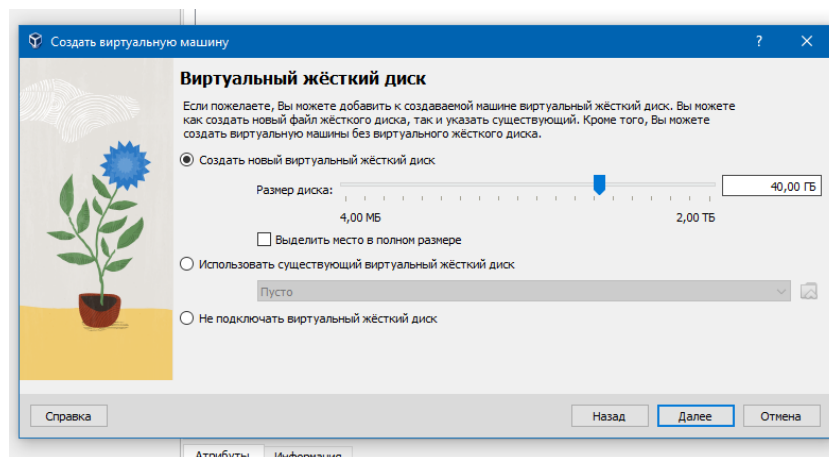 Создать виртуальную машину
Виртуальный жёсткий диск
Если пожелаете, Вы можете добавить к создаваемой машине виртуальный жёсткий диск. Вы можете
как создать новый файл жёсткого диска, так и указать существующий. Кроме того, Вы можете
создать виртуальную машины без виртуального жёсткого диска.
Создать новый виртуальный жёсткий диск
Размер диска: 40,00 ГБ
4,00 МБ 2,00 ТБ
Выделить место в полном размере
Использовать существующий виртуальный жёсткий диск
Пусто
Не подключать виртуальный жёсткий диск
Справка Назад Далее Отмена
Атрибуты Информация